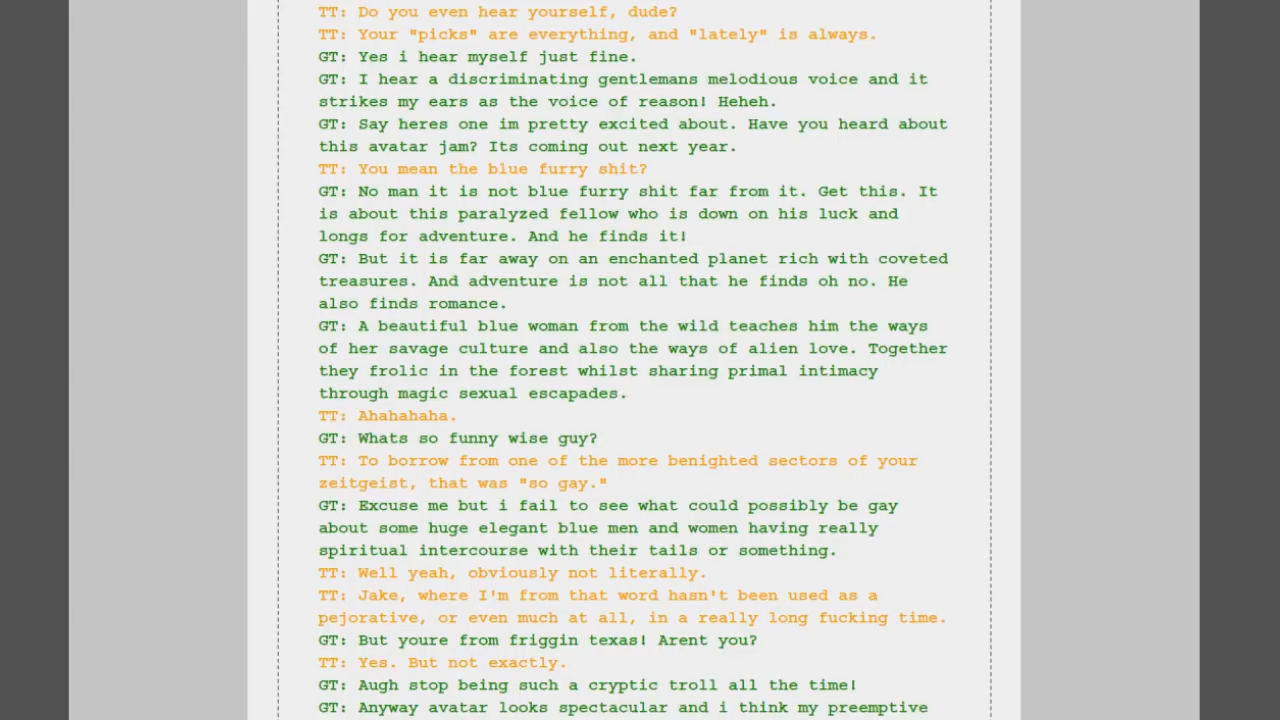 TT: Do you even hear yourself, dude?
TT: Your "picks" are everything, and "lately" is always.
GT: Yes i hear myself just fine.
GT: I hear a discriminating gentlemans melodious voice and it
strikes my ears as the voice of reason! Heheh.
GT: Say heres one im pretty excited about. Have you heard about
this avatar jam? Its coming out next year.
TT: You mean the blue furry shit?
GT: No man it is not blue furry shit far from it. Get this. It
is about this paralyzed fellow who is down on his luck and
longs for adventure. And he finds it!
GT: But it is far away on an enchanted planet rich with coveted
treasures. And adventure is not all that he finds oh no. He
also finds romance.
GT: A beautiful blue woman from the wild teaches him the ways
of her savage culture and also the ways of alien love. Together
they frolic in the forest whilst sharing primal intimacy
through magic sexual escapades.
TT: Ahahahaha.
GT: Whats so funny wise guy?
TT: To borrow from one of the more benighted sectors of your
zeitgeist, that was "so gay."
GT: Excuse me but i fail to see what could possibly be gay
about some huge elegant blue men and women having really
spiritual intercourse with their tails or something.
TT: Well yeah, obviously not literally.
TT: Jake, where I'm from that word hasn't been used as a
pejorative, or even much at all, in a really long fucking time.
GT: But youre from friggin texas! Arent you?
TT: Yes. But not exactly.
GT: Augh stop being such a cryptic troll all the time!
GT: Anyway avatar looks spectacular and i think my preemptive